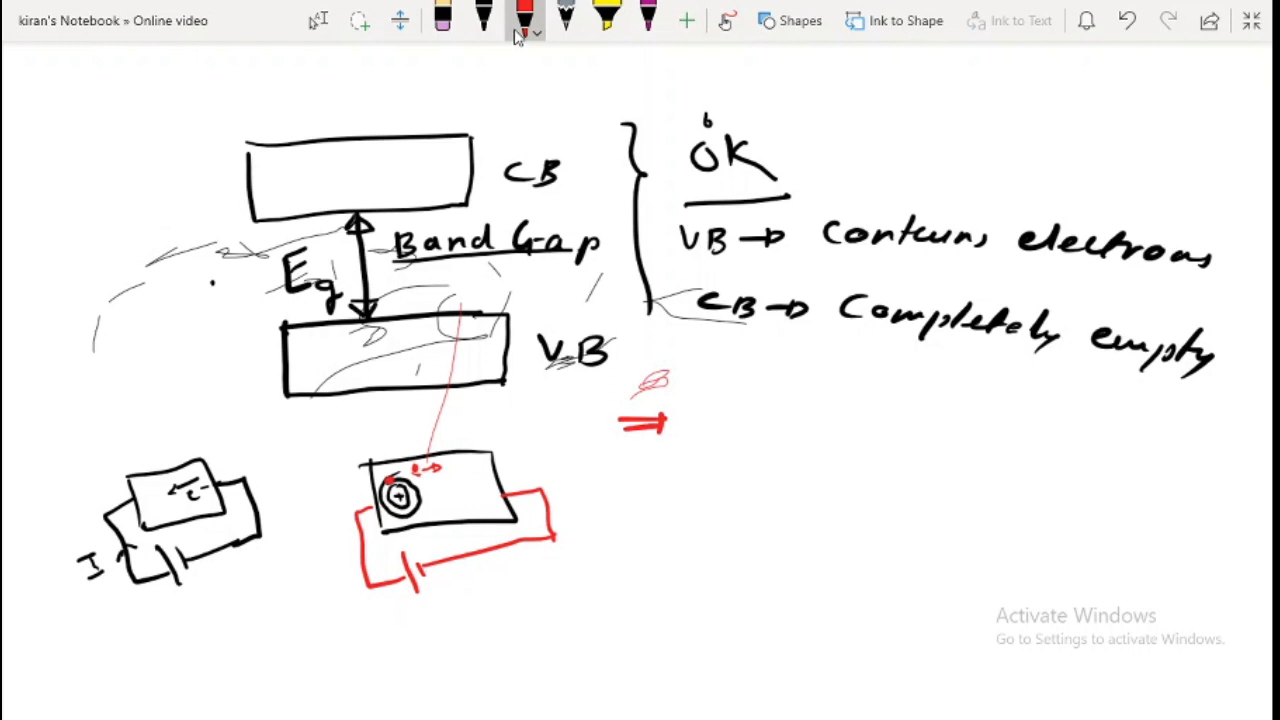 kiran's Notebook » Online video
Shapes
Ink to Shape
Ink to Text
0°K
CB
Band Gap
VB → Contains electrons
Eg
CB → Completely empty
VB
e →
e-
+
I
Activate Windows
Go to Settings to activate Windows.